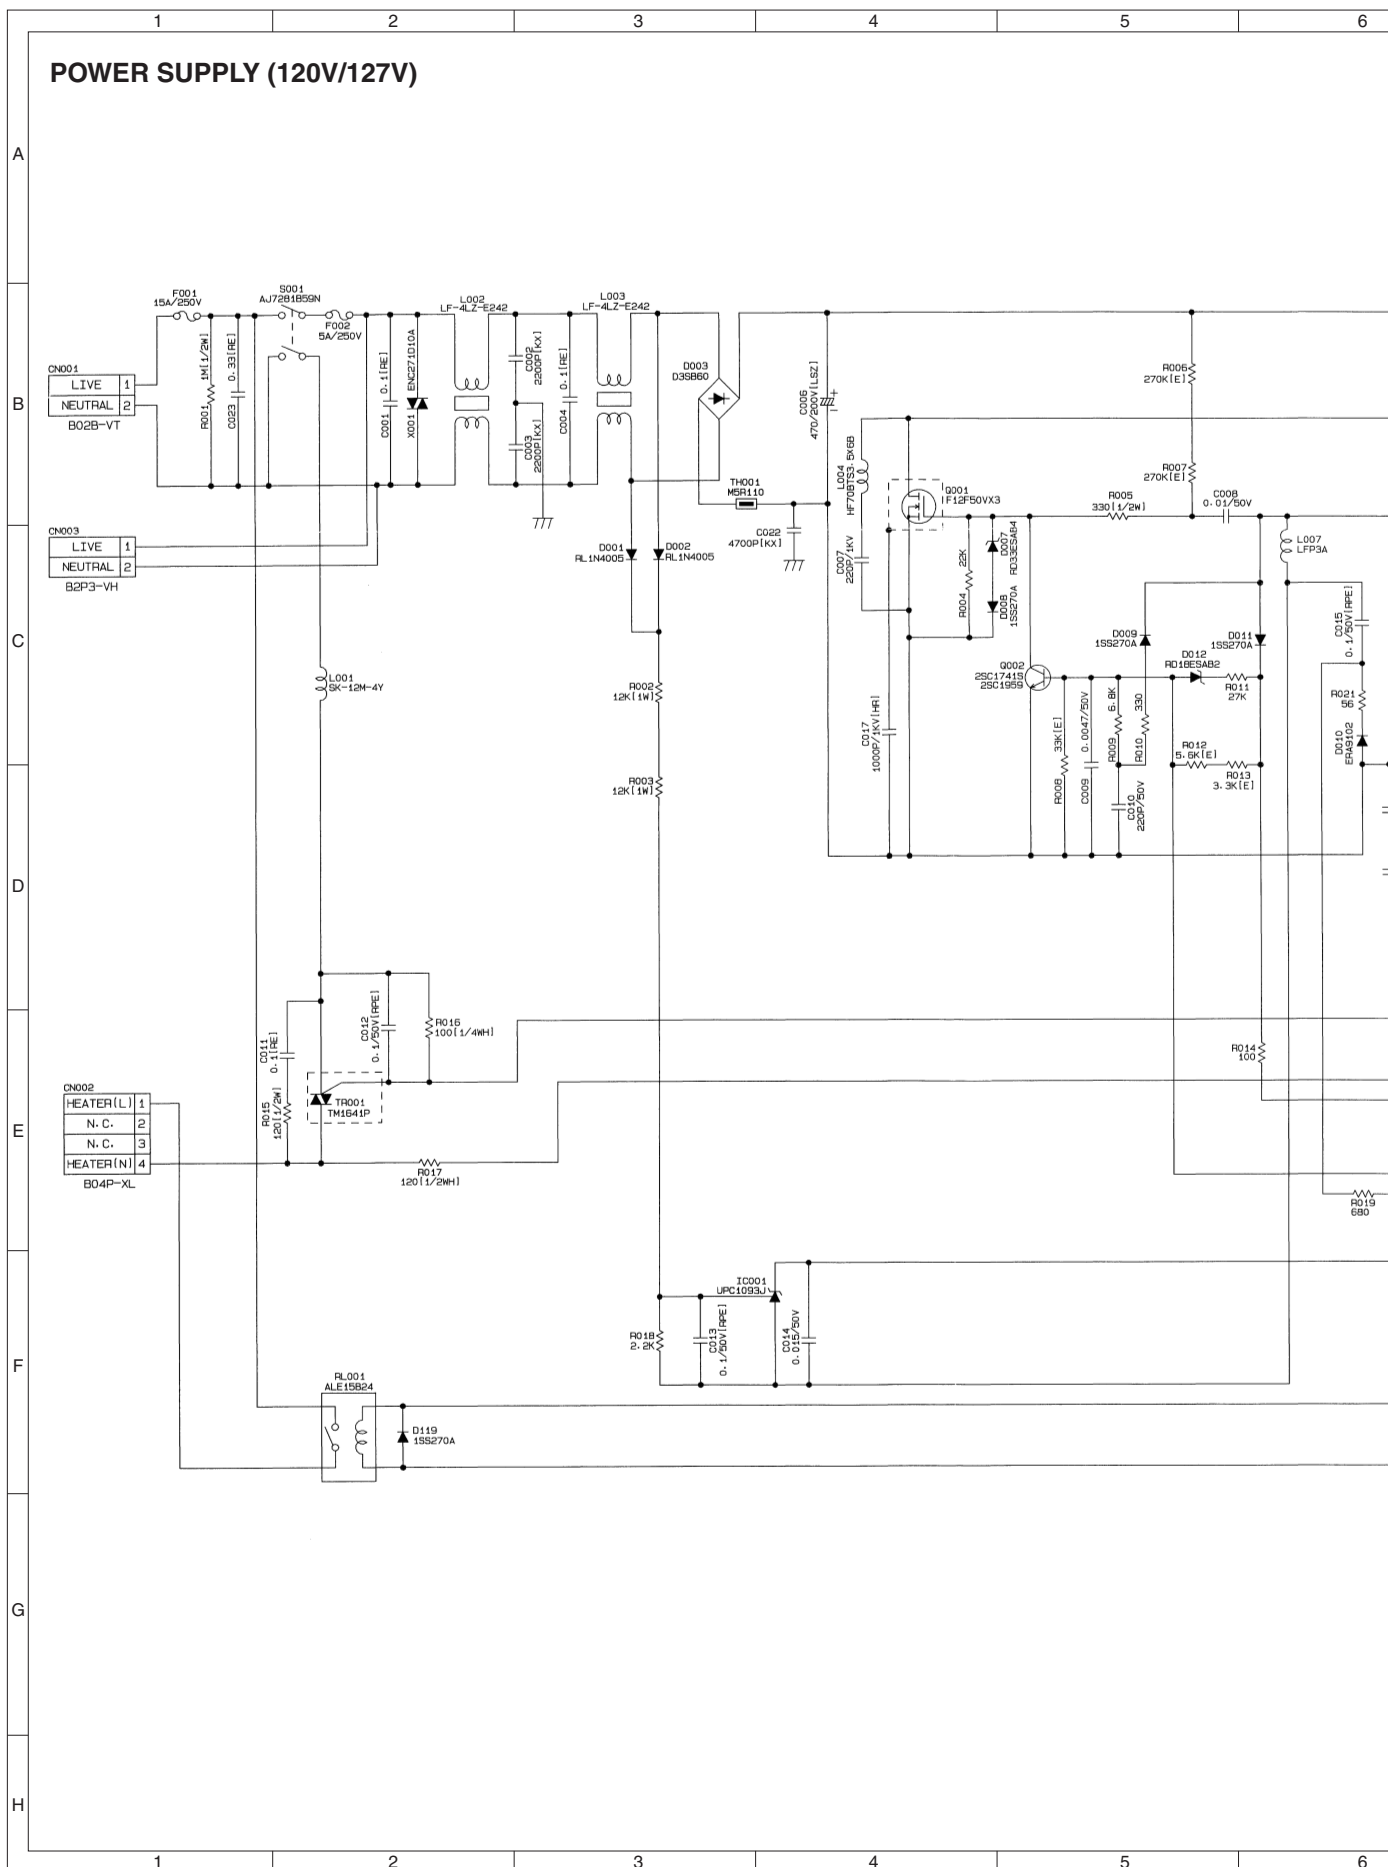 1 2 3 4 5 6
POWER SUPPLY (120V/127V)
A
B
C
D
E
F
G
H
F001
15A/250V
S001
AJ7281B59N
F002
5A/250V
L002
LF-4LZ-E242
L003
LF-4LZ-E242
CN001
LIVE 1
NEUTRAL 2
B02B-VT
R001 1M[1/2W]
C023 0.33[RE]
C001 0.1[RE]
X001 ENC271D10A
C002
2200P[KX]
C003
2200P[KX]
C004 0.1[RE]
D003
D3SB60
C006
470/200V[LSZ]
+
-
R006
270K[E]
R007
270K[E]
L004
HF70BTS3.5X6B
Q001
F12F50VX3
TH001
M5R110
R005
330[1/2W]
C008
0.01/50V
CN003
LIVE 1
NEUTRAL 2
B2P3-VH
D001
RL1N4005
D002
RL1N4005
C022
4700P[KX]
C007
220P/1KV
R004 22K
D007
RD33ESAB4
D008
1SS270A
L007
LFP3A
D009
1SS270A
D011
1SS270A
C015
0.1/50V[RPE]
L001
SK-12M-4Y
R002
12K[1W]
R003
12K[1W]
C017
1000P/1KV[HR]
Q002
2SC1741S
2SC1959
D012
RD18ESAB2
R011
27K
R021
56
D010
ERA9102
R008 33K[E]
C009 0.0047/50V
R009 6.8K
R010 330
R012
5.6K[E]
R013
3.3K[E]
C010
220P/50V
C011
0.1[RE]
C012
0.1/50V[RPE]
R016
100[1/4WH]
R014
100
CN002
HEATER(L) 1
N.C. 2
N.C. 3
HEATER(N) 4
B04P-XL
R015
120[1/2W]
TR001
TM1641P
R017
120[1/2WH]
R019
680
IC001
UPC1093J
R018
2.2K
C013
0.1/50V[RPE]
C014
0.015/50V
RL001
ALE15B24
D119
1SS270A
1 2 3 4 5 6